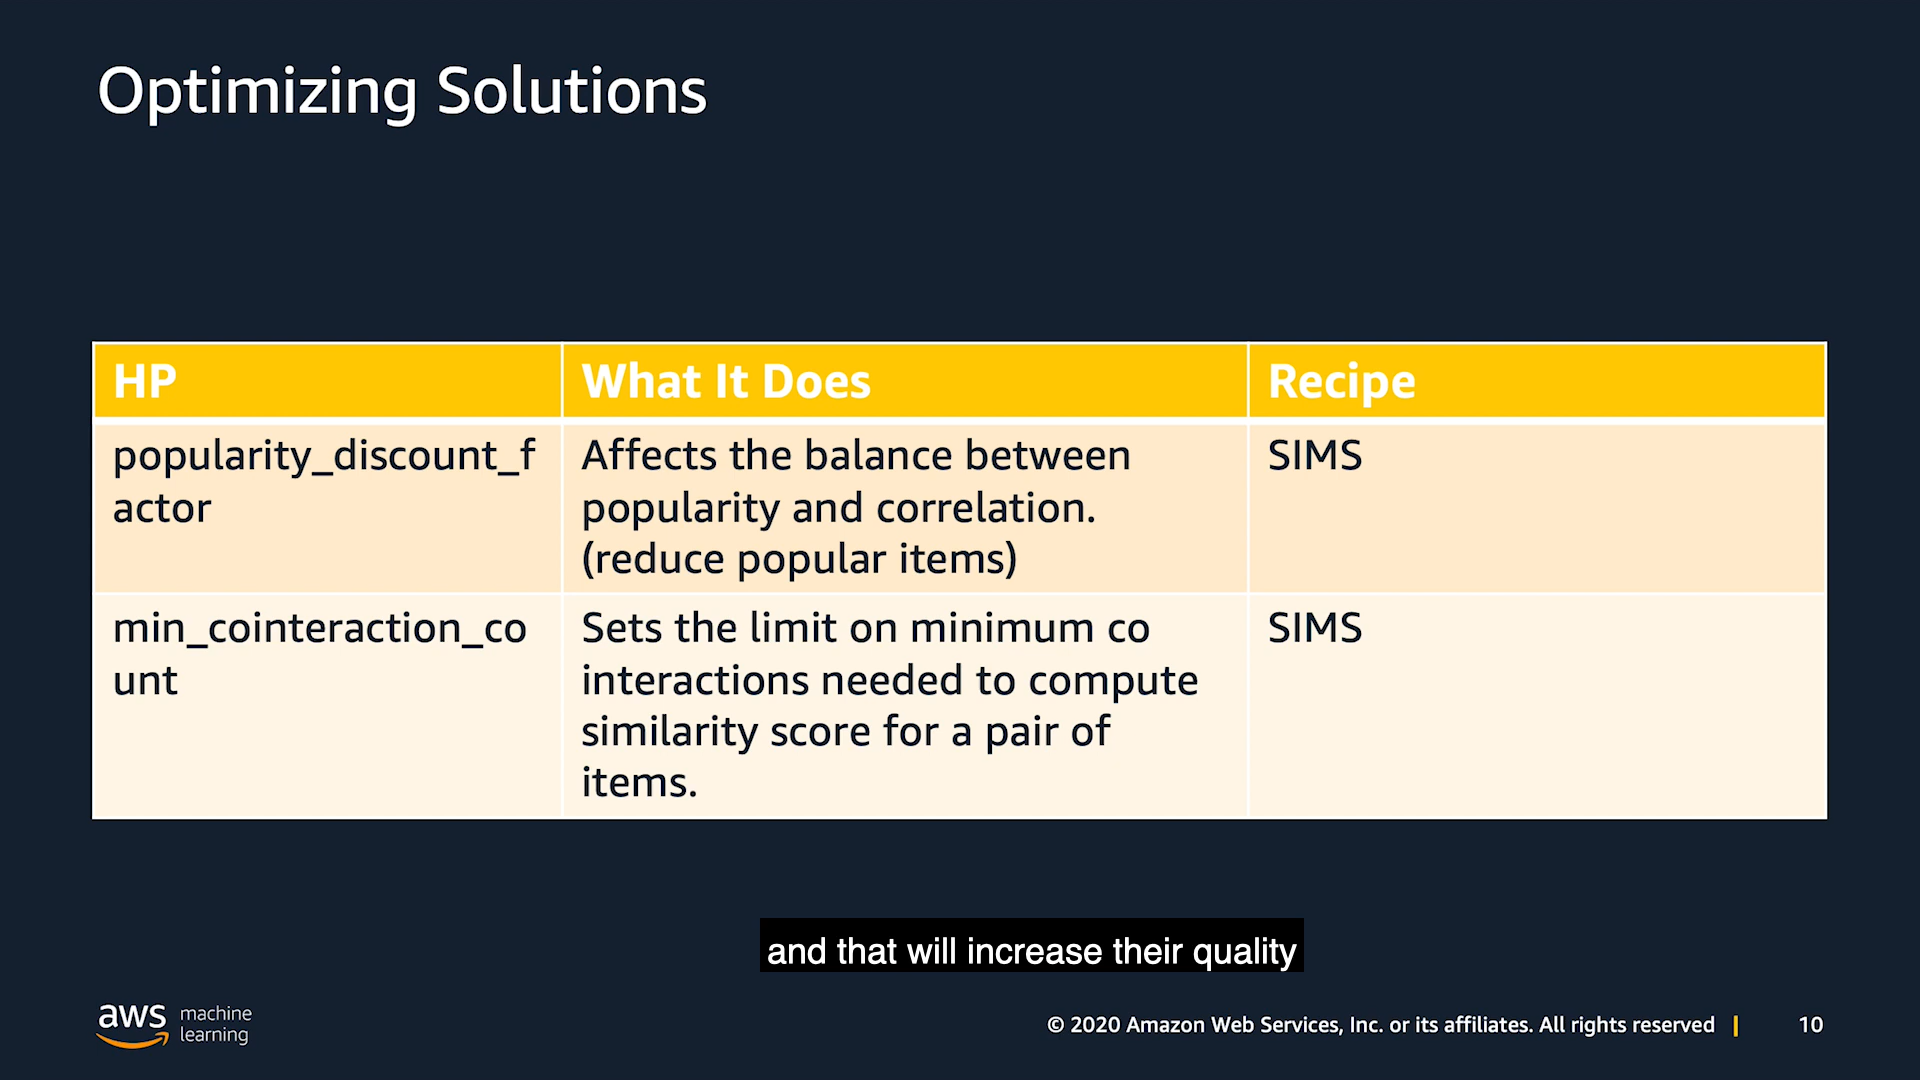 Optimizing Solutions
HP
What It Does
Recipe
popularity_discount_f
actor
Affects the balance between
popularity and correlation.
(reduce popular items)
SIMS
min_cointeraction_co
unt
Sets the limit on minimum co
interactions needed to compute
similarity score for a pair of
items.
SIMS
and that will increase their quality
aws machine
learning
© 2020 Amazon Web Services, Inc. or its affiliates. All rights reserved |
10